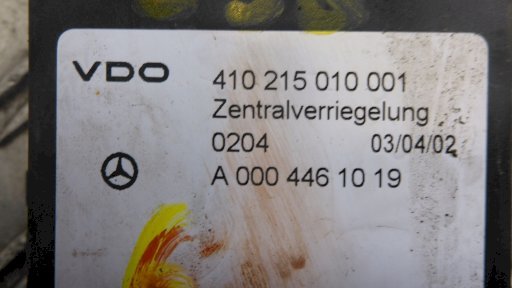 VDO 410 215 010 001
Zentralverriegelung
0204 03/04/02
A 000 446 10 19